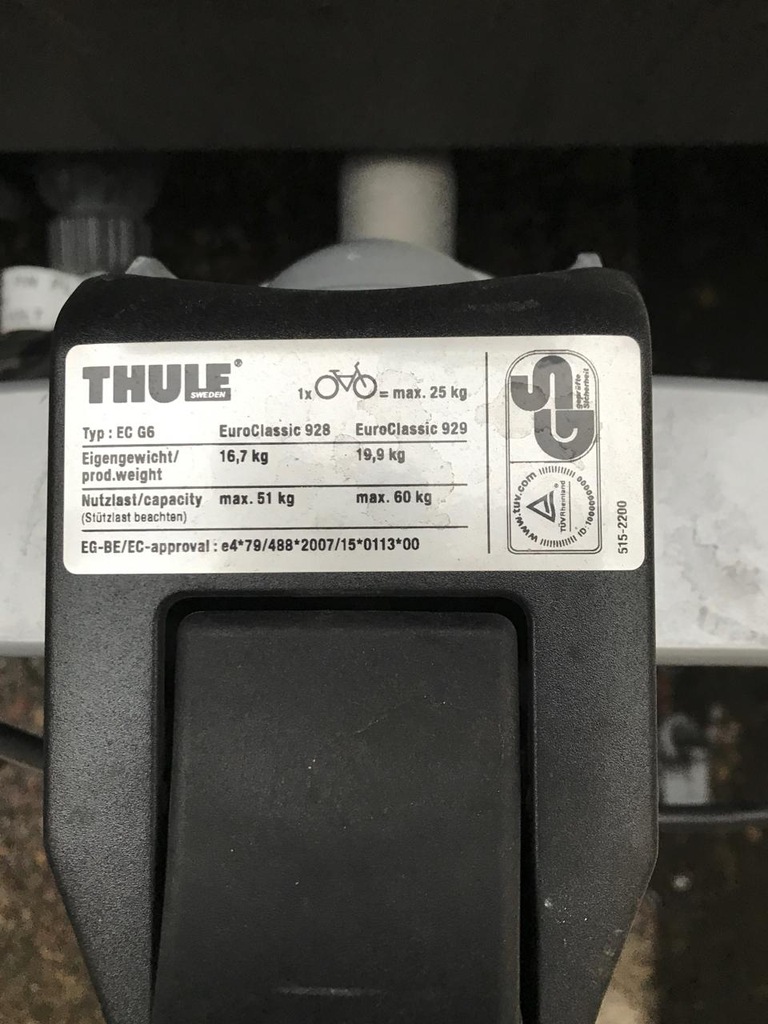 THULE®
SWEDEN
1x = max. 25 kg
Typ : EC G6 EuroClassic 928 EuroClassic 929
Eigengewicht/ 16,7 kg 19,9 kg
prod.weight
Nutzlast/capacity max. 51 kg max. 60 kg
(Stützlast beachten)
EG-BE/EC-approval : e4*79/488*2007/15*0113*00
GS
geprüfte
Sicherheit
www.tuv.com
TÜVRheinland®
515-2200